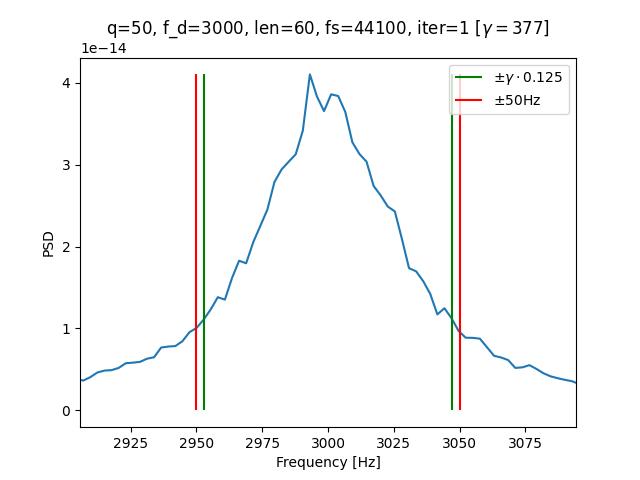 q=50, f_d=3000, len=60, fs=44100, iter=1 [γ = 377]
1e−14
±γ · 0.125
±50Hz
4
3
2
1
0
PSD
2925 2950 2975 3000 3025 3050 3075
Frequency [Hz]